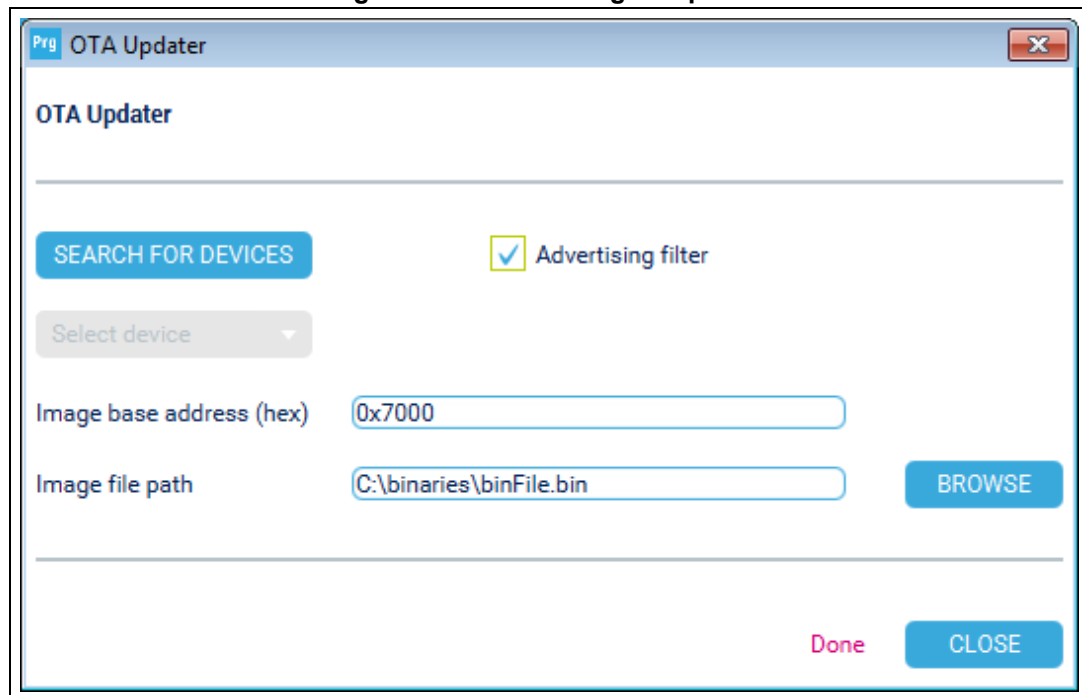 Prg OTA Updater
OTA Updater
SEARCH FOR DEVICES Advertising filter
Select device
Image base address (hex) 0x7000
Image file path C:\binaries\binFile.bin BROWSE
Done CLOSE